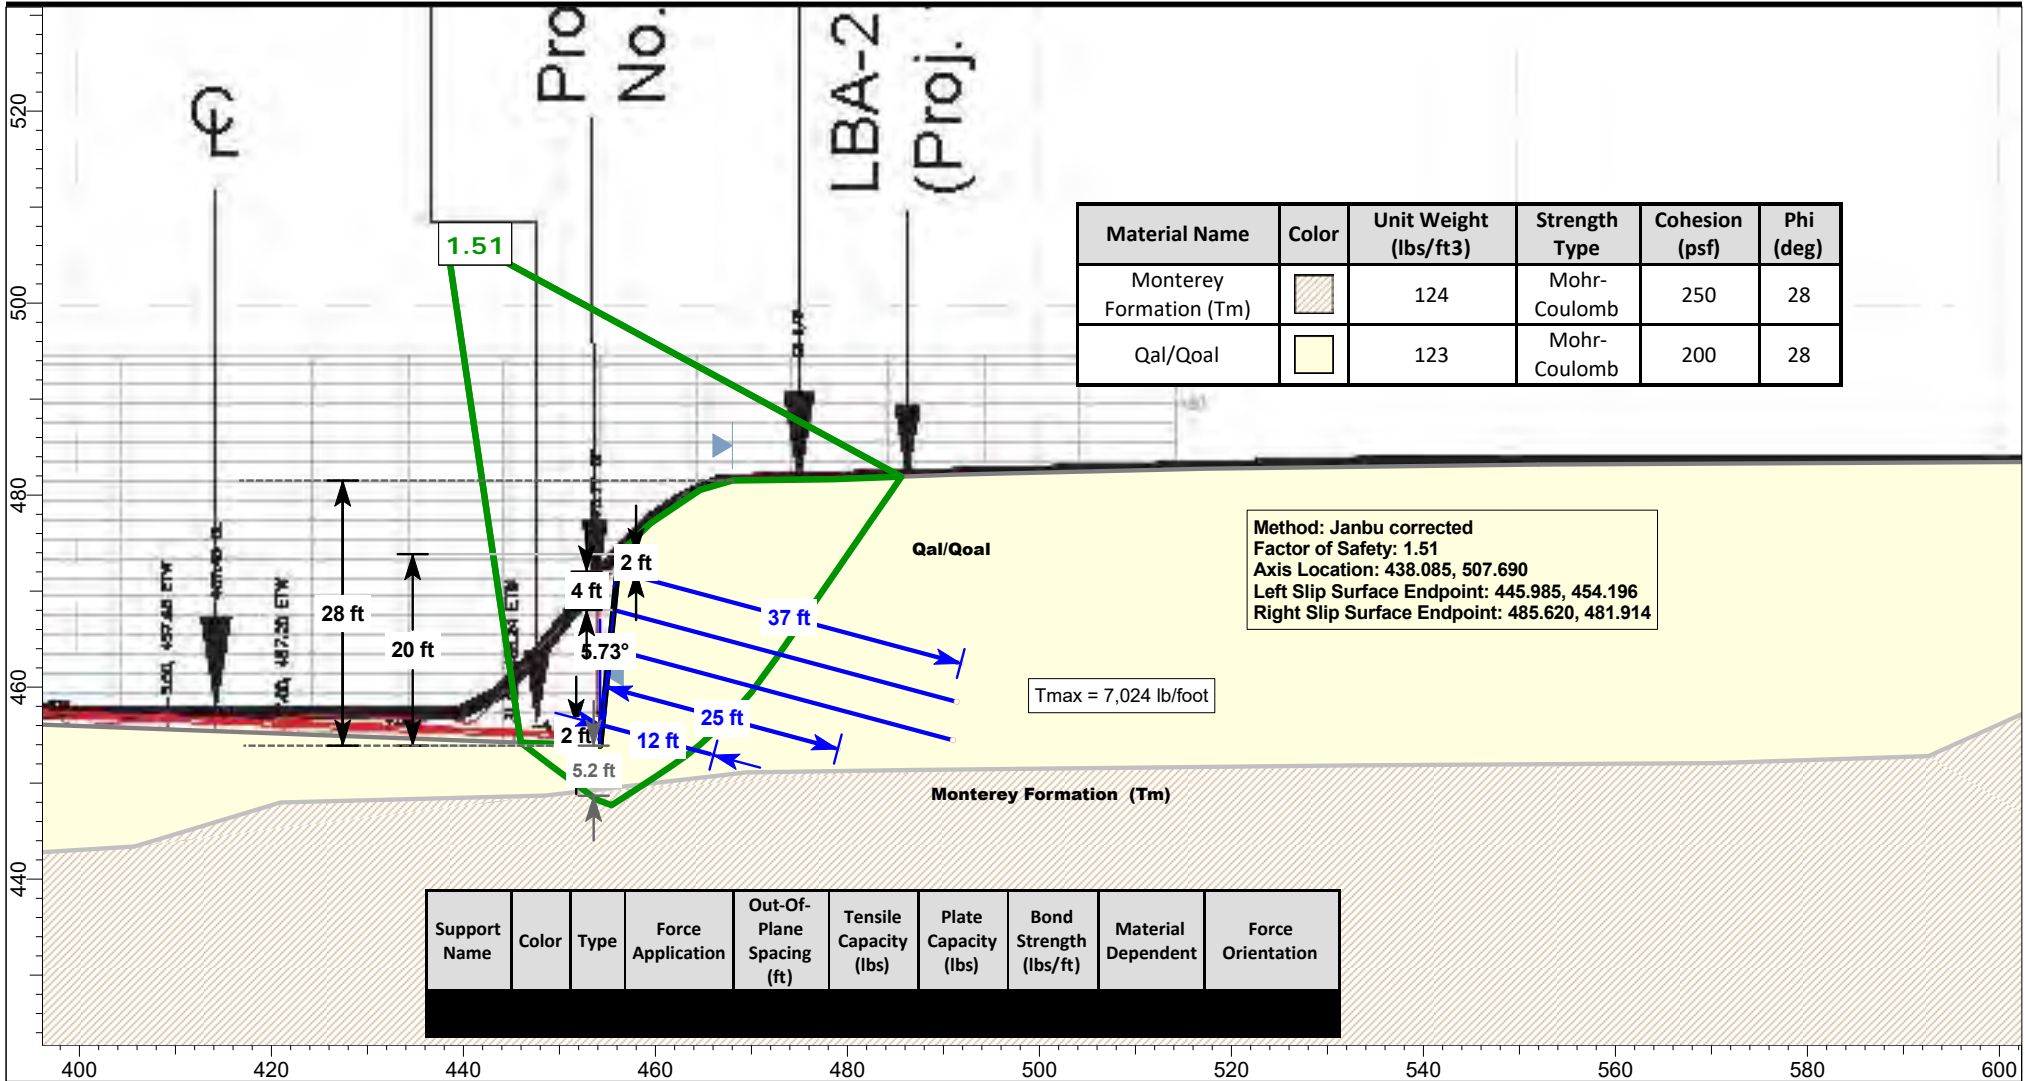 Pro
No.
LBA-2
(Proj.
520
500
480
460
440
1.51
Material Name Color Unit Weight (lbs/ft3) Strength Type Cohesion (psf) Phi (deg)
Monterey Formation (Tm) 124 Mohr-Coulomb 250 28
Qal/Qoal 123 Mohr-Coulomb 200 28
Qal/Qoal
Method: Janbu corrected
Factor of Safety: 1.51
Axis Location: 438.085, 507.690
Left Slip Surface Endpoint: 445.985, 454.196
Right Slip Surface Endpoint: 485.620, 481.914
2 ft
4 ft
28 ft
20 ft
5.73°
37 ft
Tmax = 7,024 lb/foot
25 ft
2 ft
12 ft
5.2 ft
Monterey Formation (Tm)
Support Name Color Type Force Application Out-Of-Plane Spacing (ft) Tensile Capacity (lbs) Plate Capacity (lbs) Bond Strength (lbs/ft) Material Dependent Force Orientation
400 420 440 460 480 500 520 540 560 580 600